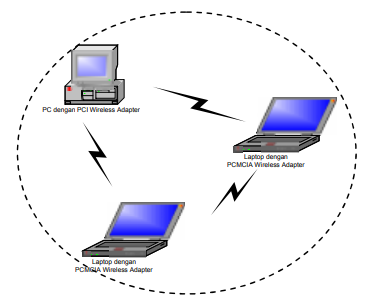 PC dengan PCI Wireless Adapter
Laptop dengan
PCMCIA Wireless Adapter
Laptop dengan
PCMCIA Wireless Adapter